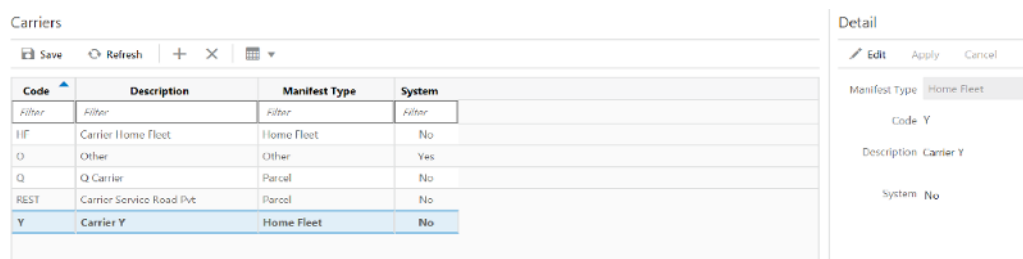 Carriers
Save Refresh
Code Description Manifest Type System
Filter Filter Filter Filter
HF Carrier Home Fleet Home Fleet No
O Other Other Yes
Q Q Carrier Parcel No
REST Carrier Service Road Pvt Parcel No
Y Carrier Y Home Fleet No
Detail
Edit Apply Cancel
Manifest Type Home Fleet
Code Y
Description Carrier Y
System No